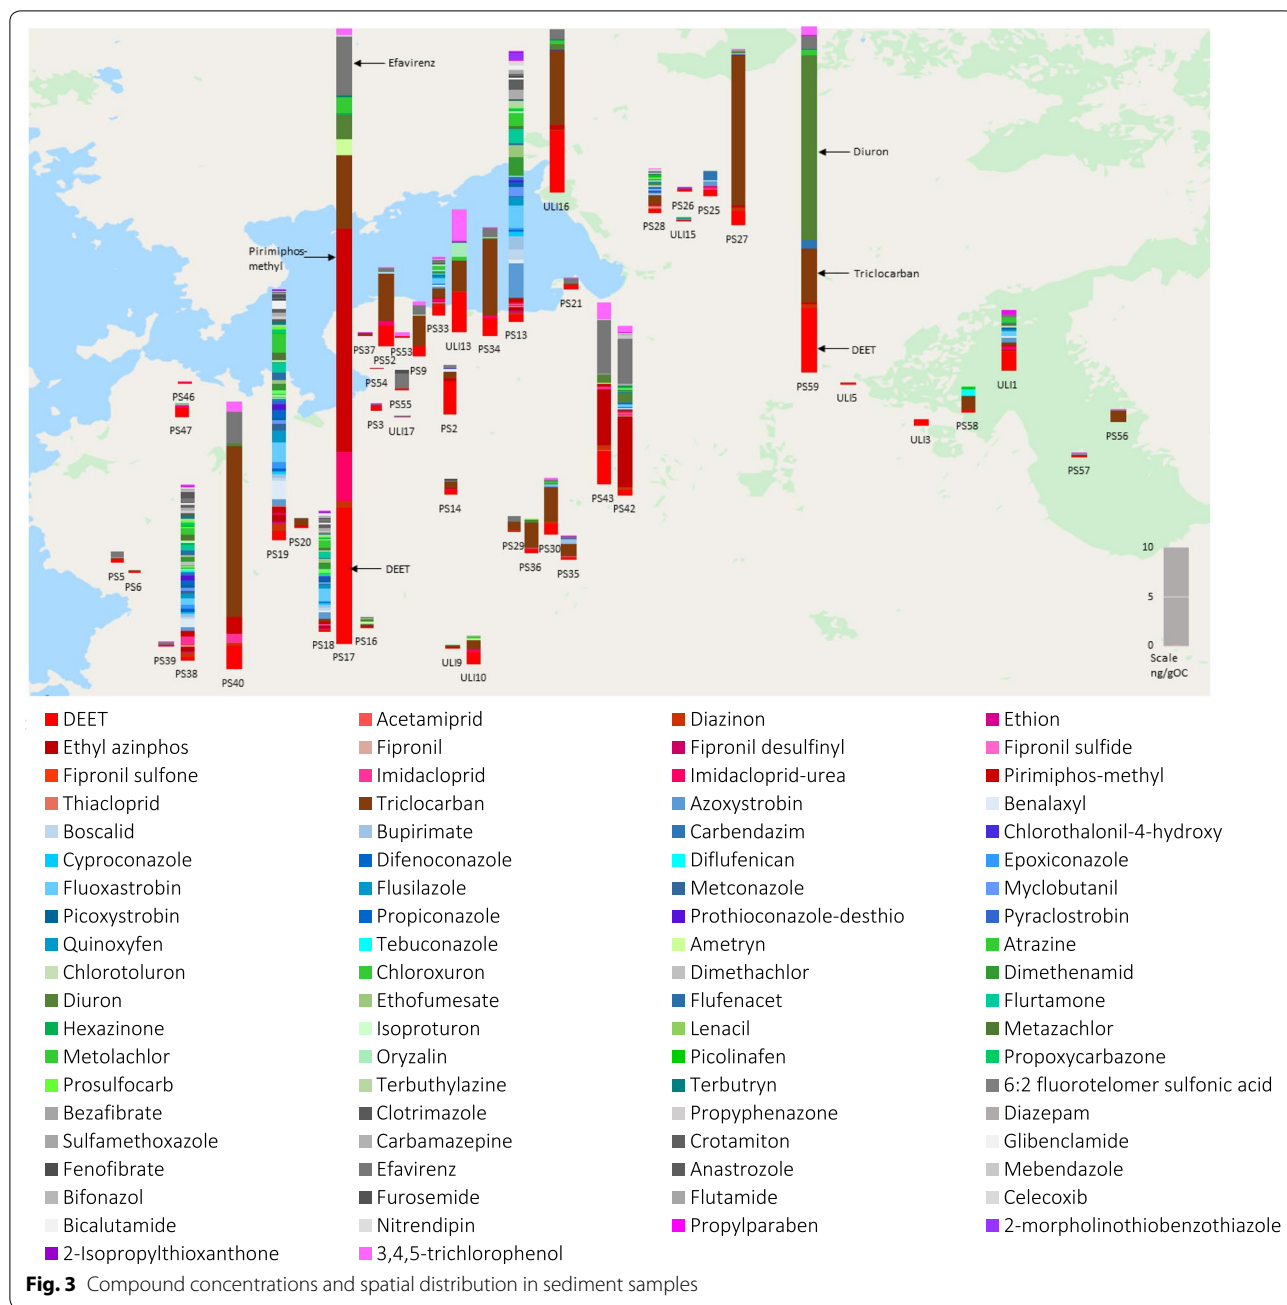 Efavirenz
Diuron
ULI16
PS26
PS25
PS28
ULI15
PS27
Pirimiphos-
methyl
Triclocarban
PS21
PS33
PS13
ULI13
PS34
PS37
PS52
PS53
PS9
DEET
PS54
PS59
ULI5
PS46
PS55
PS3
ULI17
PS2
PS47
ULI1
PS58
ULI3
PS56
PS57
PS43
PS42
PS14
PS20
PS19
PS29
PS30
PS36
PS35
10
5
0
Scale
ng/gOC
PS5
PS6
DEET
PS18
PS16
PS17
PS39
PS38
PS40
ULI9
ULI10
DEET Acetamiprid Diazinon Ethion
Ethyl azinphos Fipronil Fipronil desulfinyl Fipronil sulfide
Fipronil sulfone Imidacloprid Imidacloprid-urea Pirimiphos-methyl
Thiacloprid Triclocarban Azoxystrobin Benalaxyl
Boscalid Bupirimate Carbendazim Chlorothalonil-4-hydroxy
Cyproconazole Difenoconazole Diflufenican Epoxiconazole
Fluoxastrobin Flusilazole Metconazole Myclobutanil
Picoxystrobin Propiconazole Prothioconazole-desthio Pyraclostrobin
Quinoxyfen Tebuconazole Ametryn Atrazine
Chlorotoluron Chloroxuron Dimethachlor Dimethenamid
Diuron Ethofumesate Flufenacet Flurtamone
Hexazinone Isoproturon Lenacil Metazachlor
Metolachlor Oryzalin Picolinafen Propoxycarbazone
Prosulfocarb Terbuthylazine Terbutryn 6:2 fluorotelomer sulfonic acid
Bezafibrate Clotrimazole Propyphenazone Diazepam
Sulfamethoxazole Carbamazepine Crotamiton Glibenclamide
Fenofibrate Efavirenz Anastrozole Mebendazole
Bifonazol Furosemide Flutamide Celecoxib
Bicalutamide Nitrendipin Propylparaben 2-morpholinothiobenzothiazole
2-Isopropylthioxanthone 3,4,5-trichlorophenol
Fig. 3 Compound concentrations and spatial distribution in sediment samples